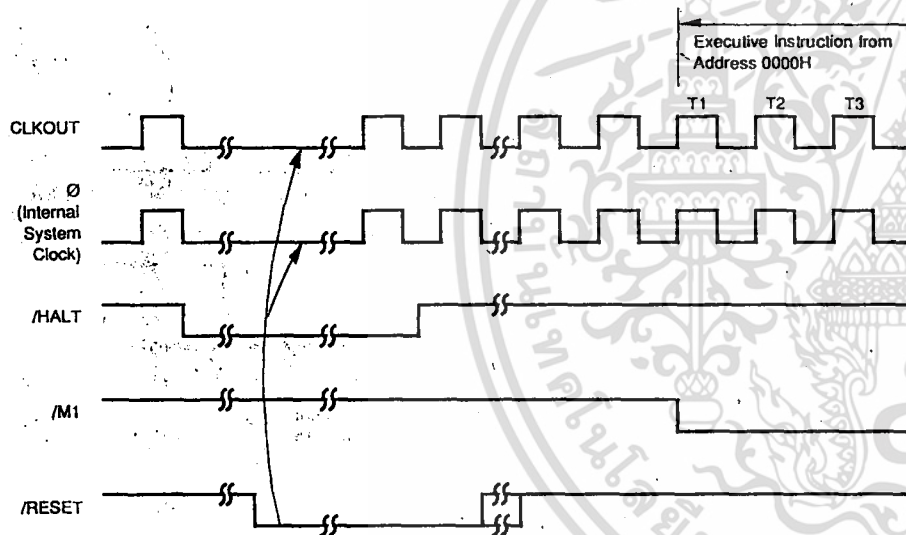 Executive Instruction from
Address 0000H
T1 T2 T3
CLKOUT
Ø
(Internal
System
Clock)
/HALT
/M1
/RESET